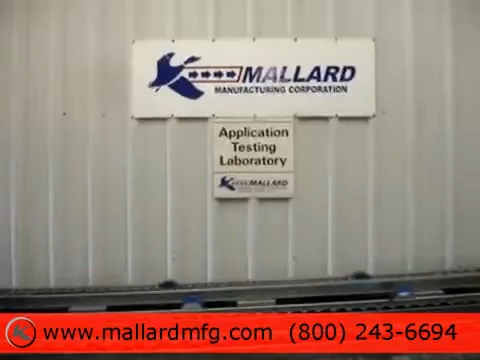 MALLARD
MANUFACTURING CORPORATION
Application
Testing
Laboratory
MALLARD
www.mallardmfg.com (800) 243-6694